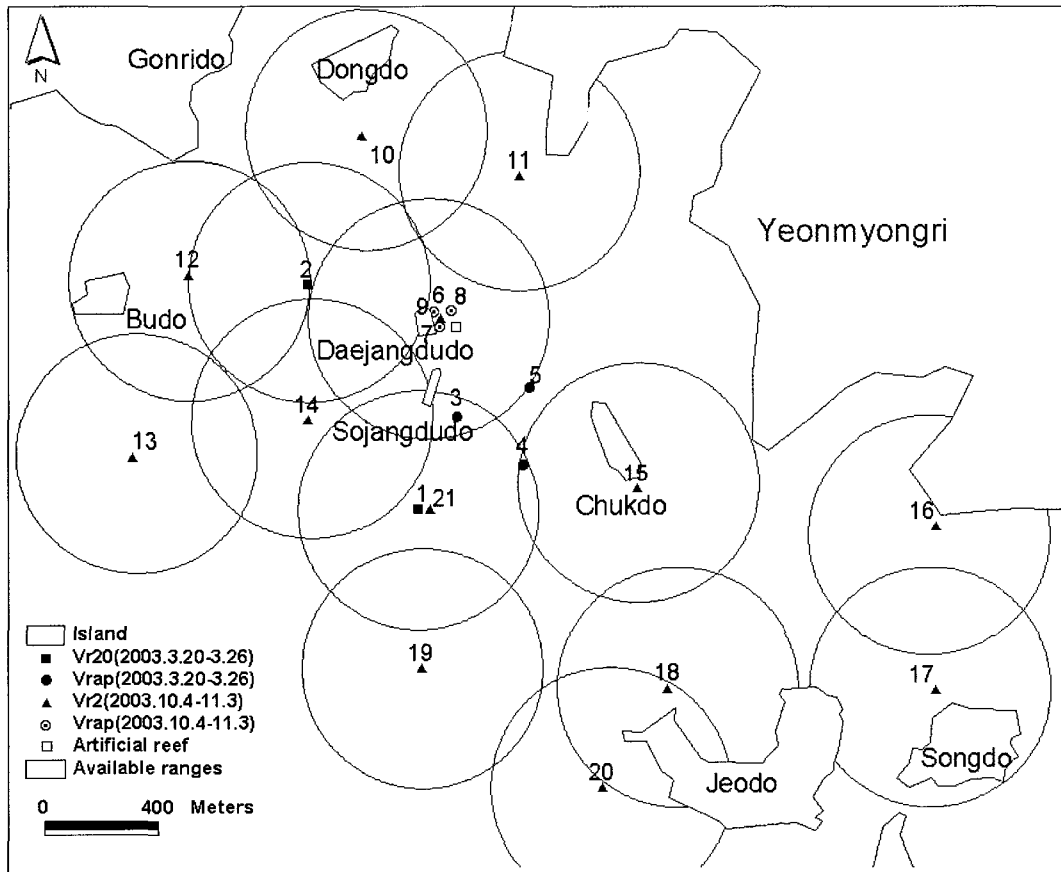 Gonrido
Dongdo
N
10
11
Yeonmyongri
12
2
9 6 8
7
Budo
Daejangdudo
5
3
14
Sojangdudo
13
4
15
1 21
Chukdo
16
19
18
17
20
Jeodo
Songdo
Island
Vr20(2003.3.20-3.26)
Vrap(2003.3.20-3.26)
Vr2(2003.10.4-11.3)
Vrap(2003.10.4-11.3)
Artificial reef
Available ranges
0 400 Meters